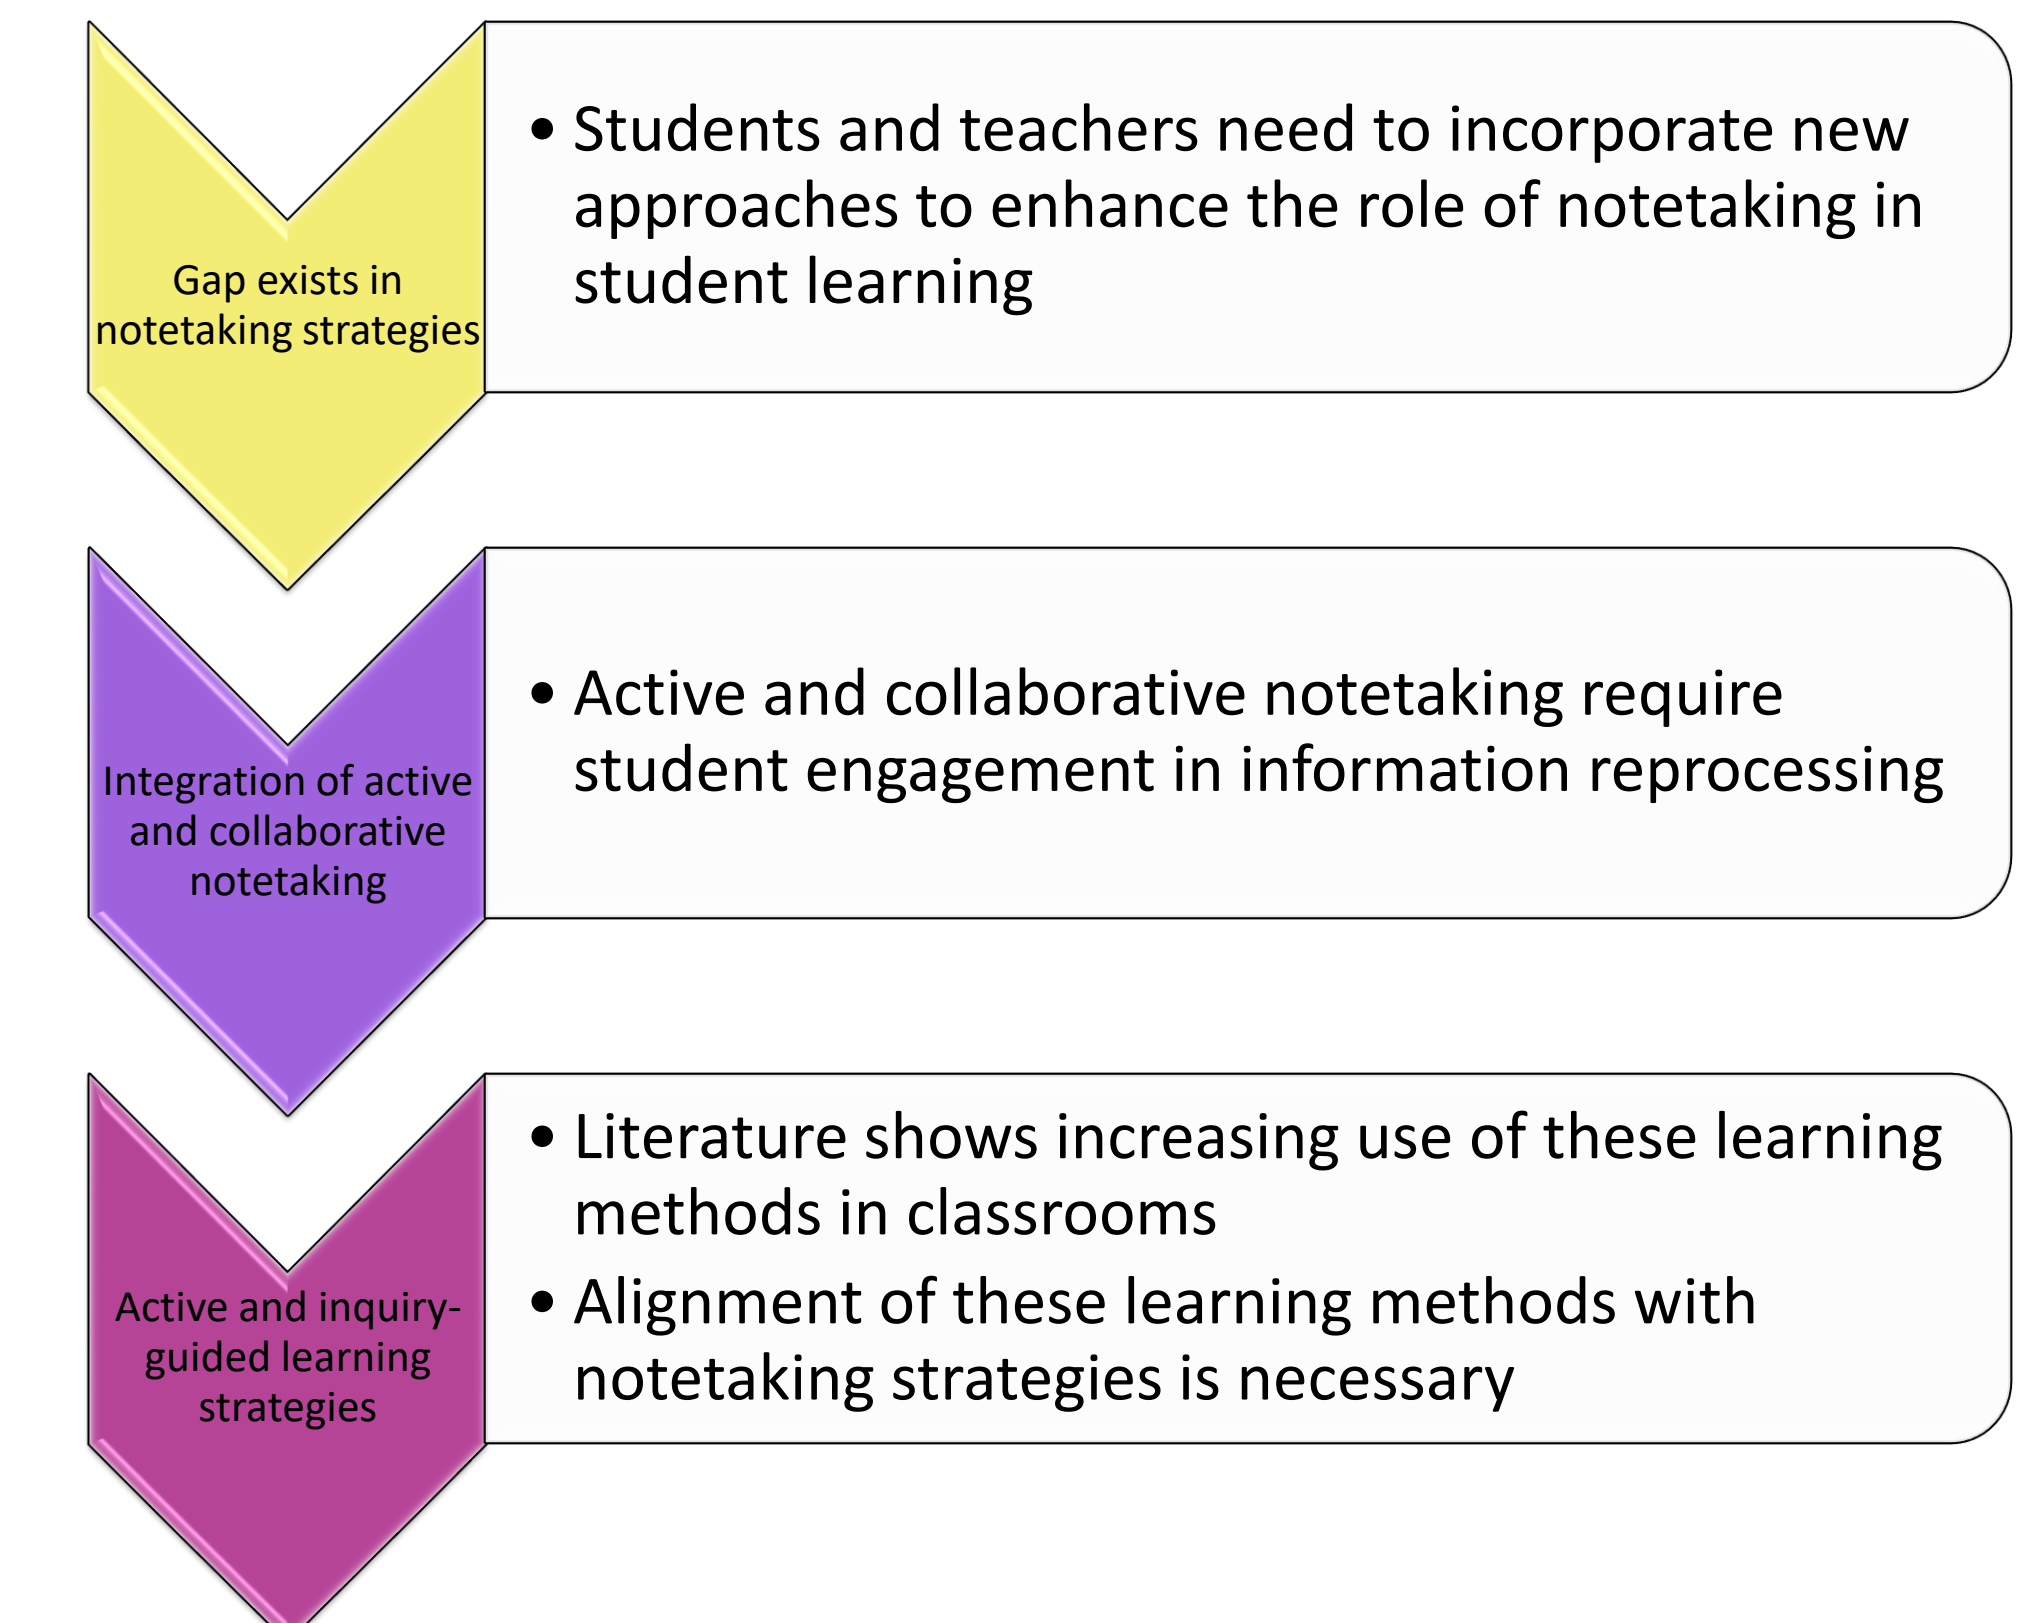 Gap exists in
notetaking strategies
• Students and teachers need to incorporate new
approaches to enhance the role of notetaking in
student learning
Integration of active
and collaborative
notetaking
• Active and collaborative notetaking require
student engagement in information reprocessing
Active and inquiry-
guided learning
strategies
• Literature shows increasing use of these learning
methods in classrooms
• Alignment of these learning methods with
notetaking strategies is necessary